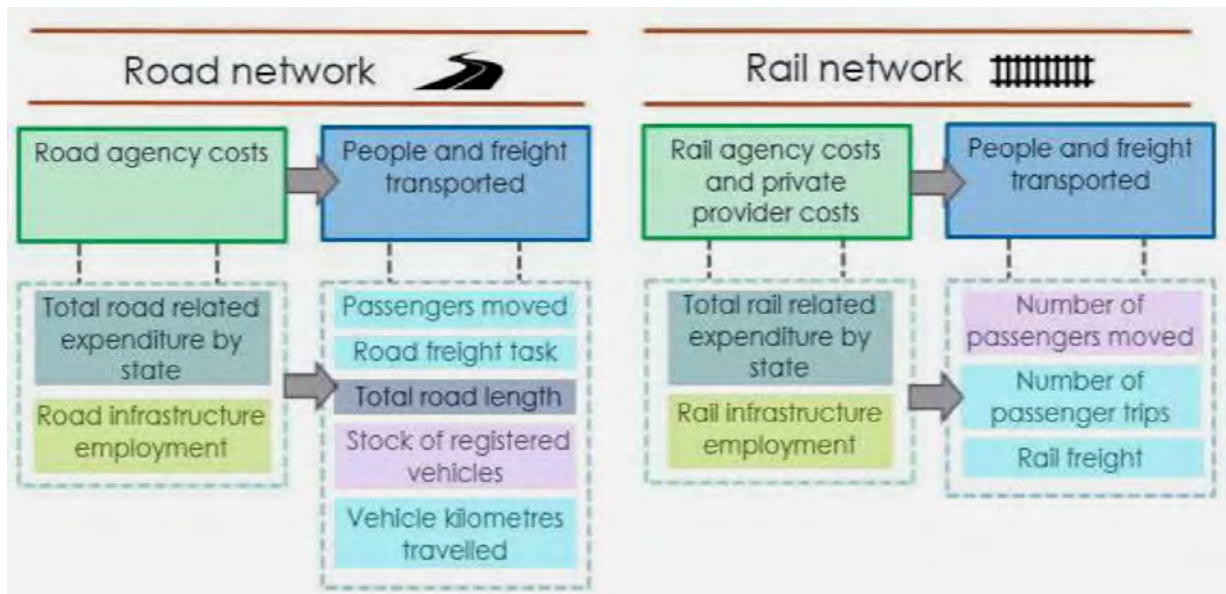 Road network
Road agency costs
People and freight
transported
Total road related
expenditure by
state
Road infrastructure
employment
Passengers moved
Road freight task
Total road length
Stock of registered
vehicles
Vehicle kilometres
travelled
Rail network
Rail agency costs
and private
provider costs
People and freight
transported
Total rail related
expenditure by
state
Rail infrastructure
employment
Number of
passengers moved
Number of
passenger trips
Rail freight